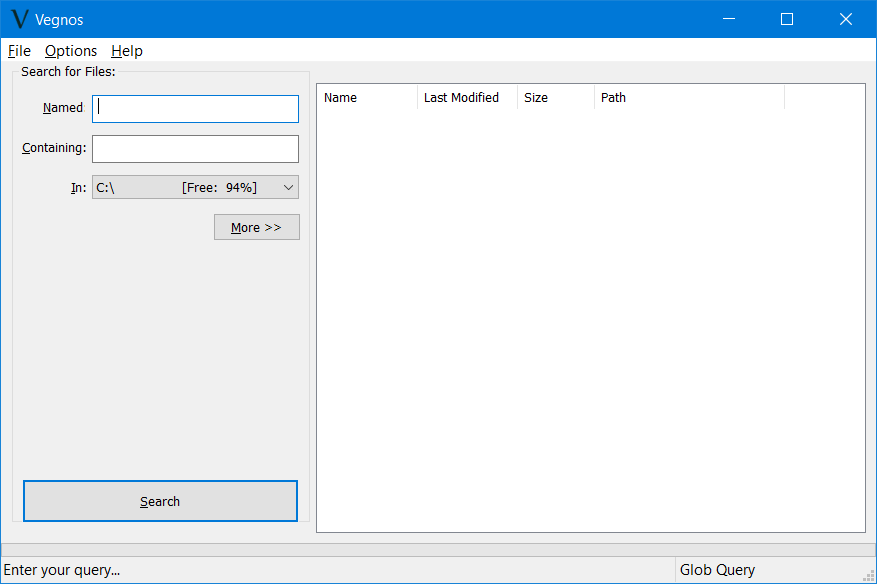 Vegnos
File Options Help
Search for Files:
Named:
Containing:
In: C:\ [Free: 94%]
More >>
Search
Name Last Modified Size Path
Enter your query... Glob Query